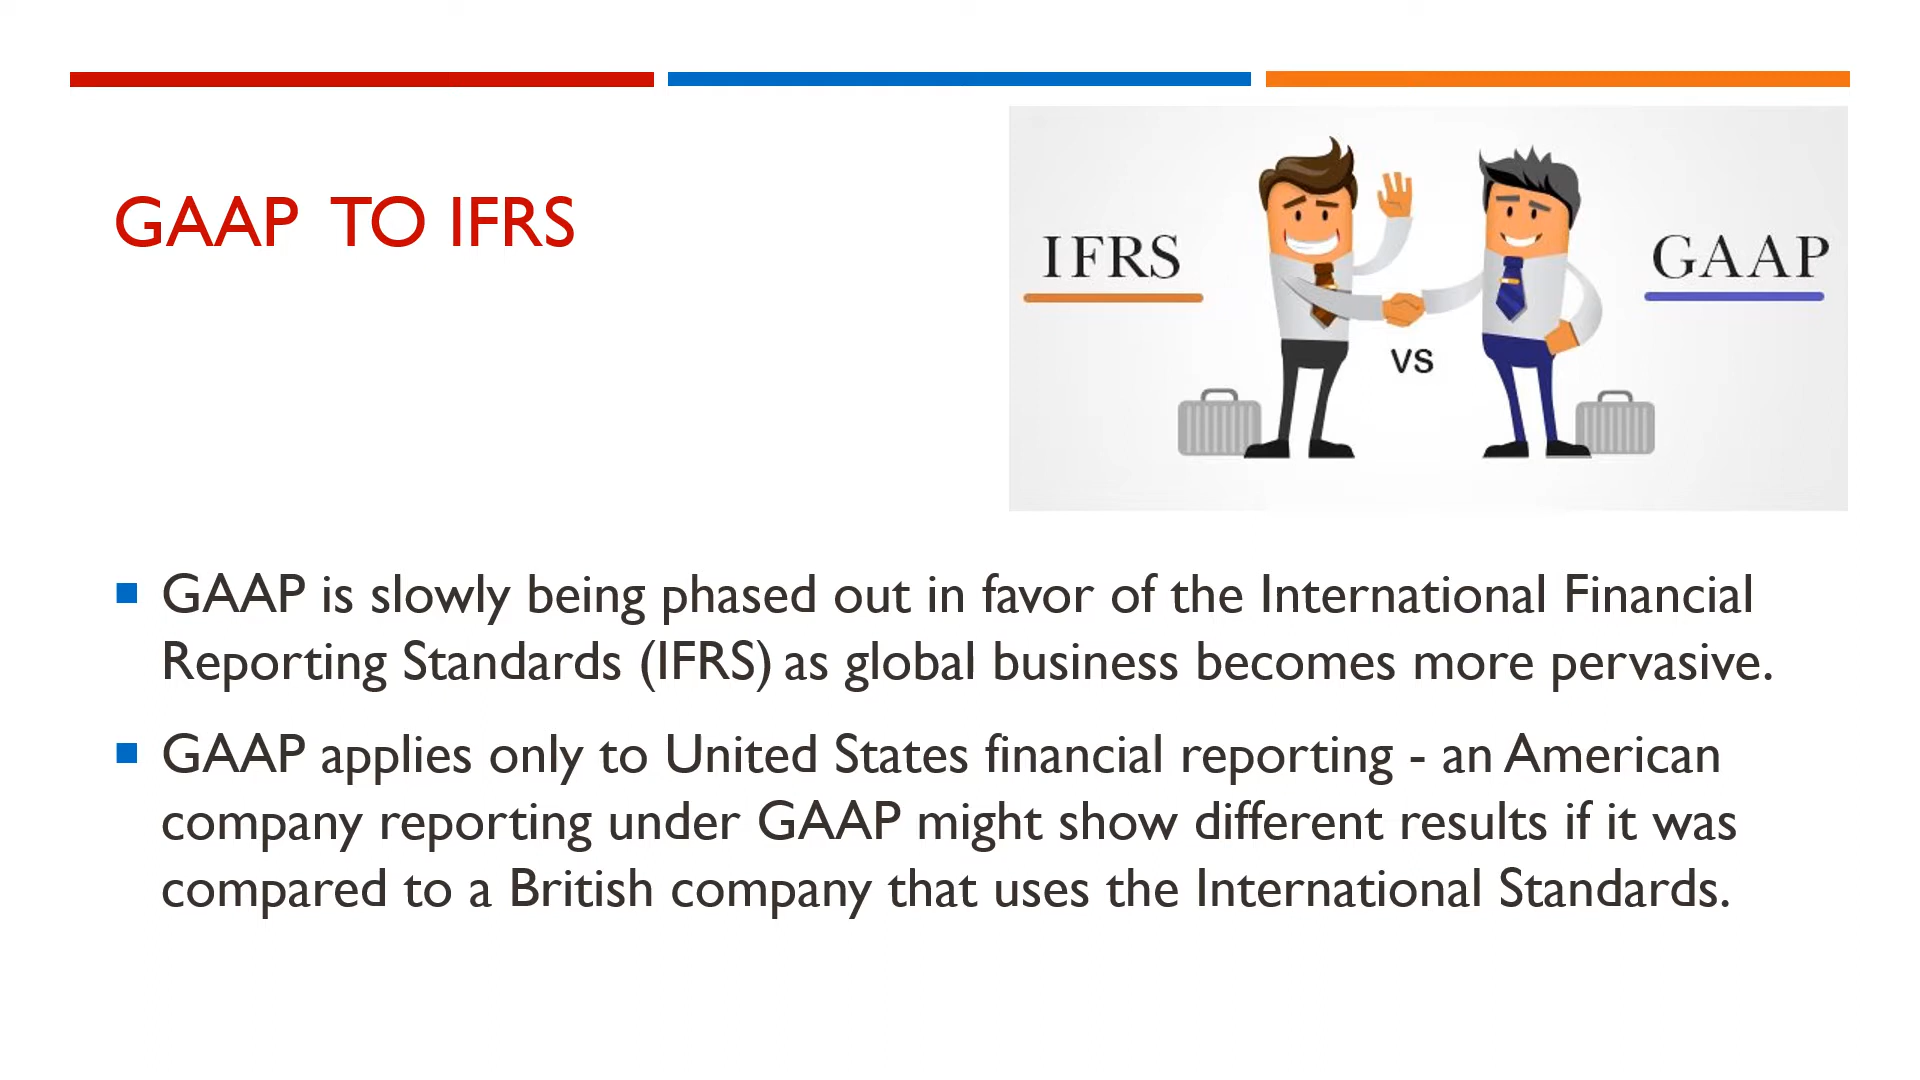 GAAP TO IFRS
IFRS
GAAP
vs
■ GAAP is slowly being phased out in favor of the International Financial
Reporting Standards (IFRS) as global business becomes more pervasive.
■ GAAP applies only to United States financial reporting - an American
company reporting under GAAP might show different results if it was
compared to a British company that uses the International Standards.